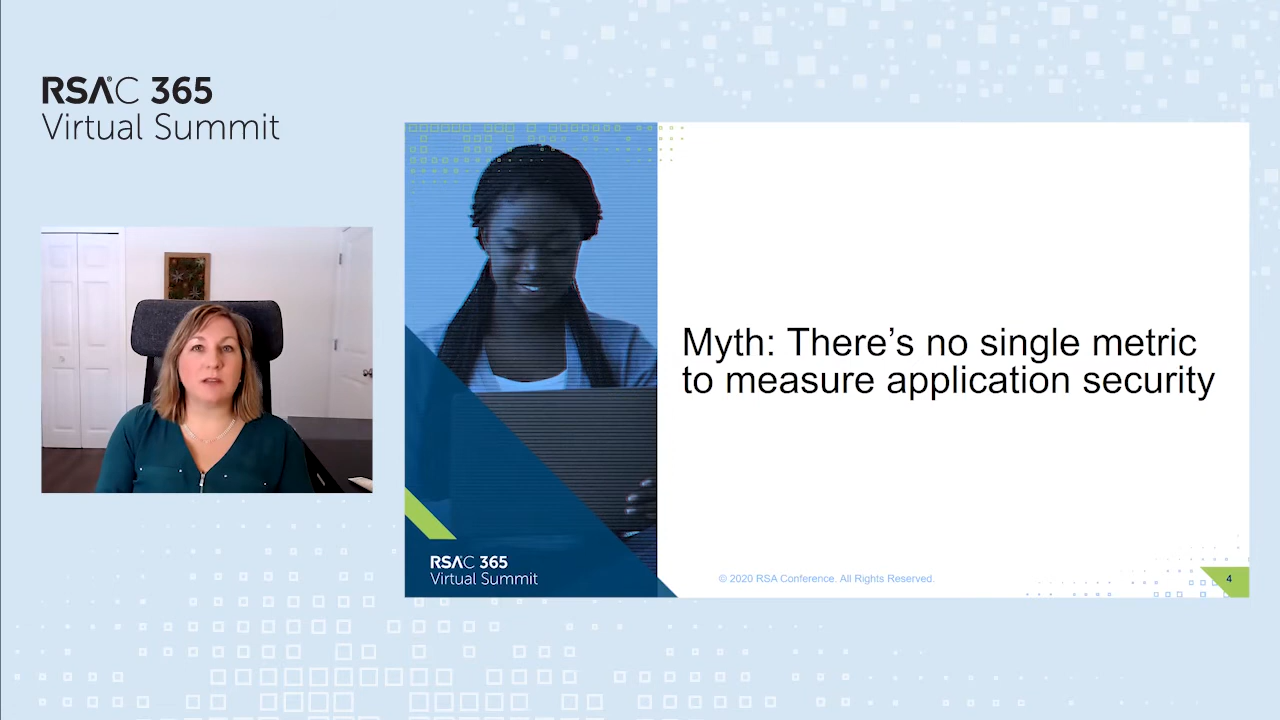 RSAC 365
Virtual Summit
Myth: There's no single metric
to measure application security
RSAC 365
Virtual Summit
© 2020 RSA Conference. All Rights Reserved.
4